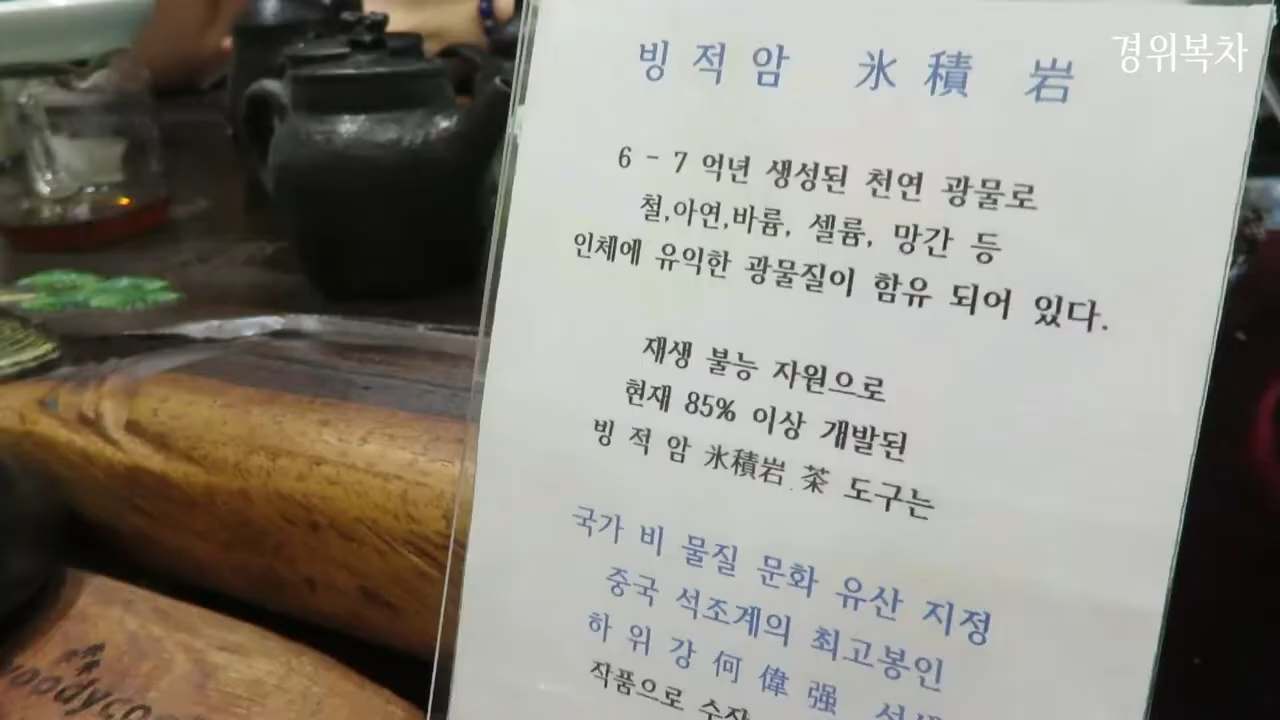 경위복차
빙적암 氷積岩
6 - 7 억년 생성된 천연 광물로
철,아연,바륨, 셀륨, 망간 등
인체에 유익한 광물질이 함유 되어 있다.
재생 불능 자원으로
현재 85% 이상 개발된
빙적암 氷積岩 茶 도구는
국가 비 물질 문화 유산 지정
중국 석조계의 최고봉인
하위강 何偉强
작품으로